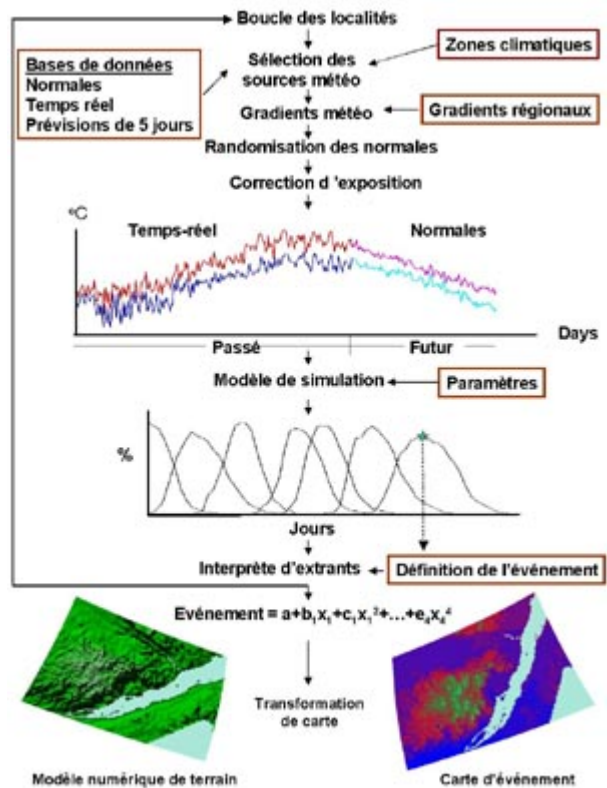 Boucle des localités
Bases de données
Normales
Temps réel
Prévisions de 5 jours
Sélection des
sources météo
Zones climatiques
Gradients météo
Gradients régionaux
Randomisation des normales
Correction d 'exposition
°C
Temps-réel
Normales
Days
Passé
Futur
Modèle de simulation
Paramètres
%
Jours
Interprète d'extrants
Définition de l'événement
Evénement = a+b₁x₁+c₁x₁²+…+e₄x₄⁴
Transformation
de carte
Modèle numérique de terrain
Carte d'événement